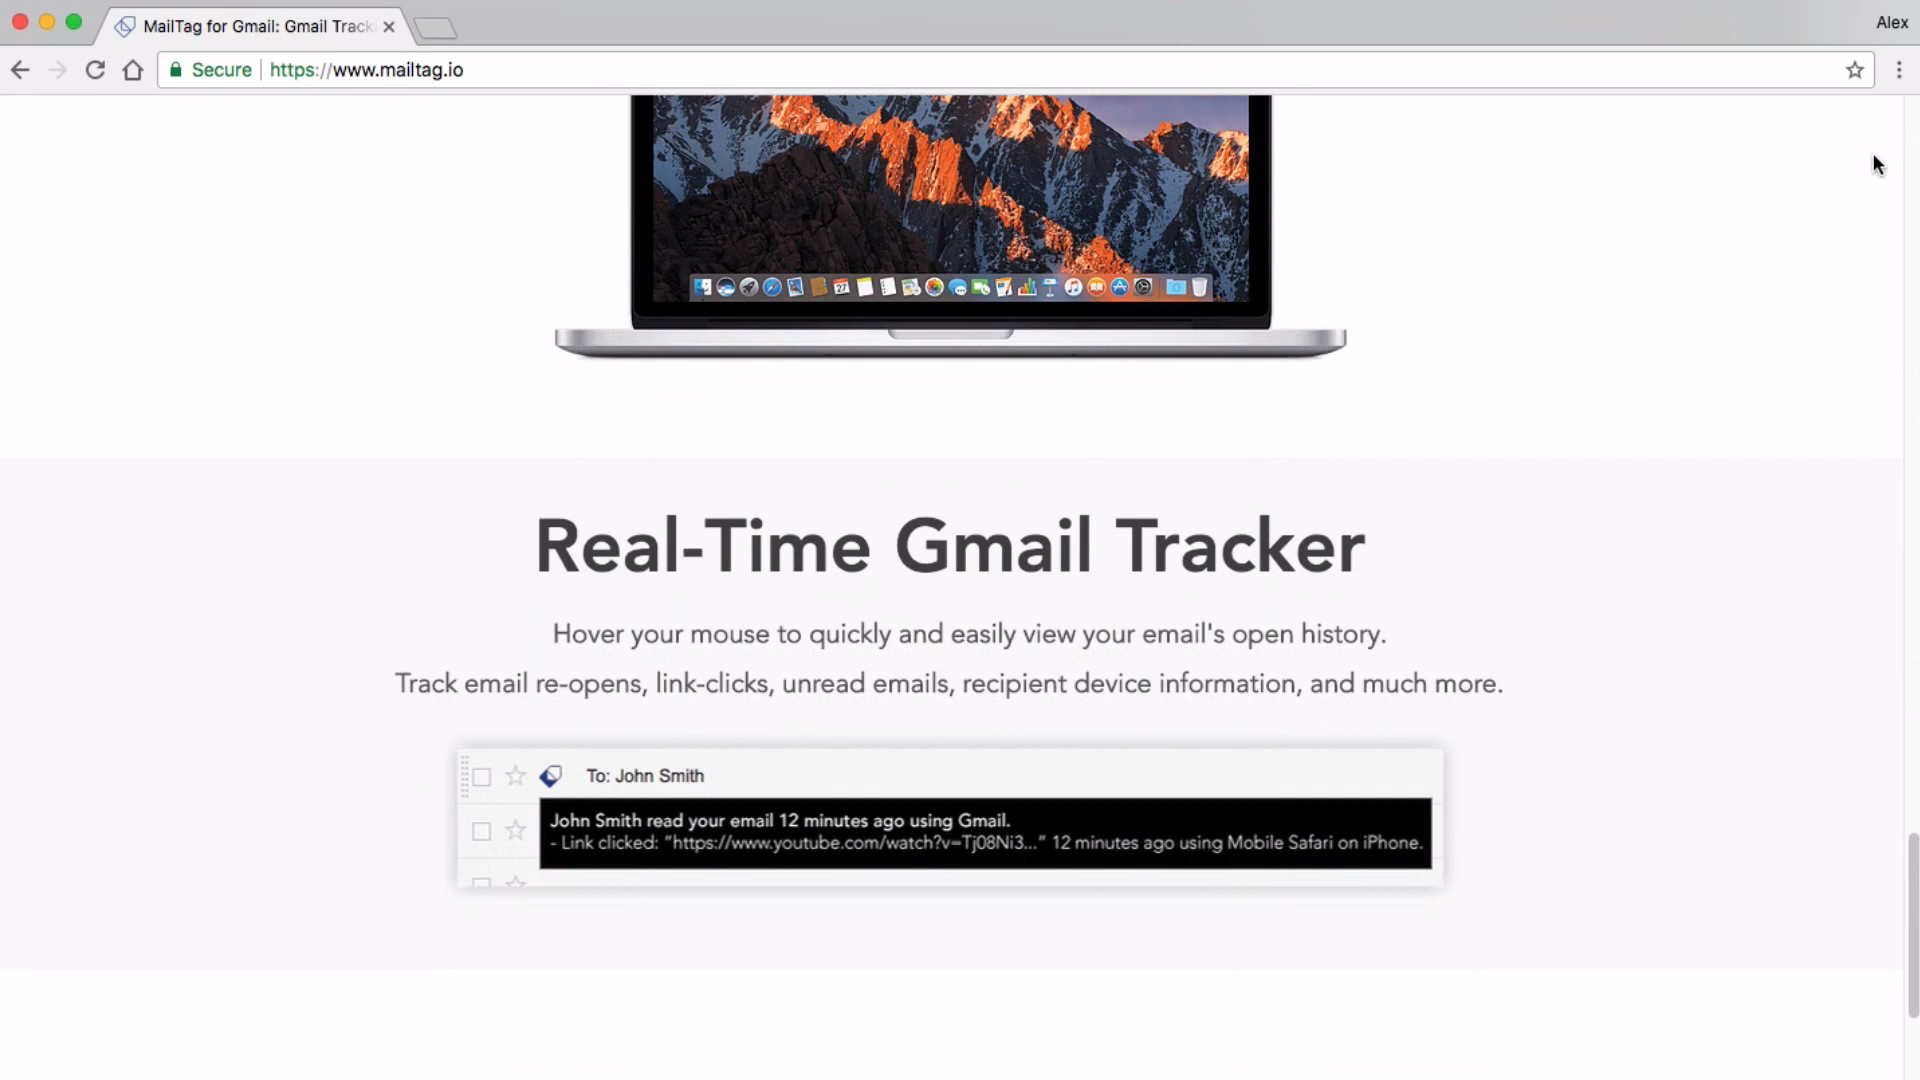 MailTag for Gmail: Gmail Track
Alex
Secure
https://www.mailtag.io
27
Real-Time Gmail Tracker
Hover your mouse to quickly and easily view your email's open history.
Track email re-opens, link-clicks, unread emails, recipient device information, and much more.
To: John Smith
John Smith read your email 12 minutes ago using Gmail.
- Link clicked: “https://www.youtube.com/watch?v=Tj08Ni3...” 12 minutes ago using Mobile Safari on iPhone.